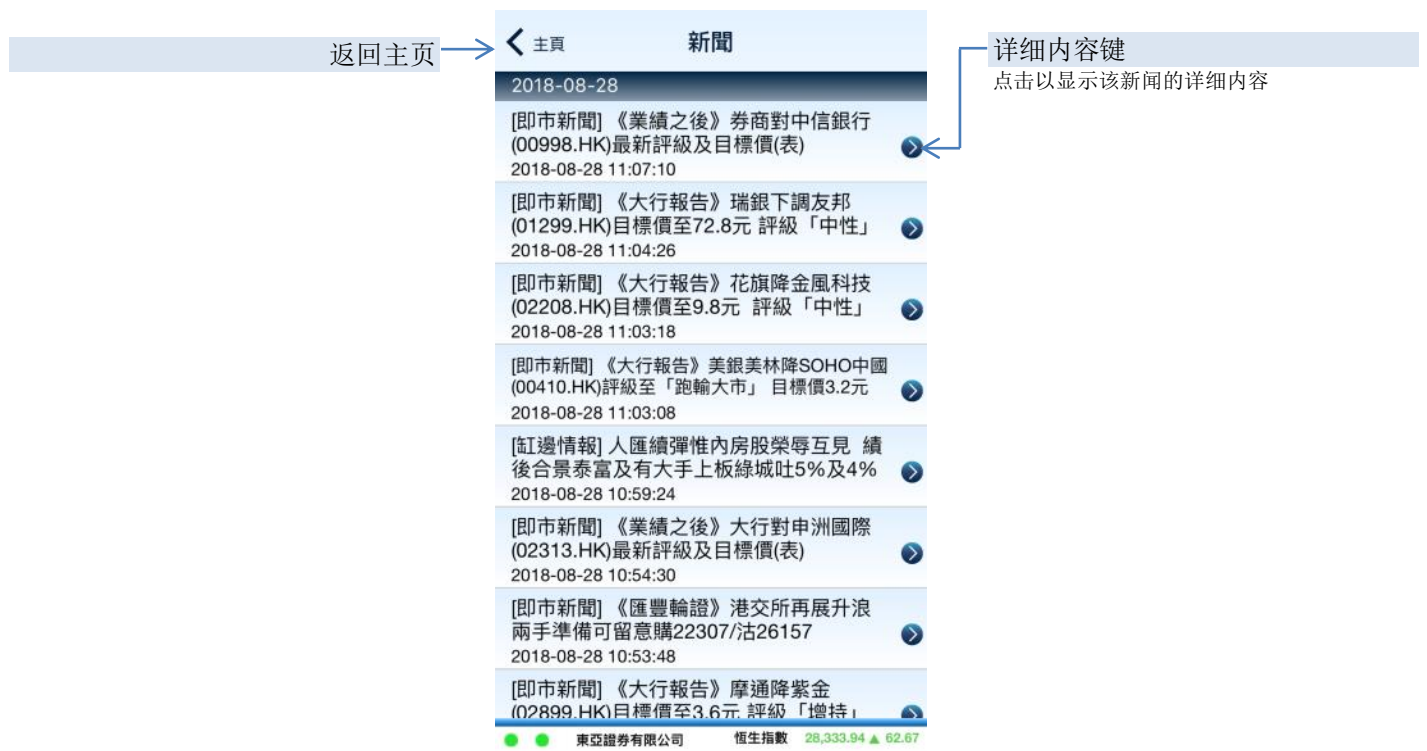 返回主页
主頁
新聞
详细内容键
点击以显示该新闻的详细内容
2018-08-28
[即市新聞] 《業績之後》券商對中信銀行
(00998.HK)最新評級及目標價(表)
2018-08-28 11:07:10
[即市新聞] 《大行報告》瑞銀下調友邦
(01299.HK)目標價至72.8元 評級「中性」
2018-08-28 11:04:26
[即市新聞] 《大行報告》花旗降金風科技
(02208.HK)目標價至9.8元 評級「中性」
2018-08-28 11:03:18
[即市新聞] 《大行報告》美銀美林降SOHO中國
(00410.HK)評級至「跑輸大市」 目標價3.2元
2018-08-28 11:03:08
[缸邊情報] 人匯續彈惟內房股榮辱互見 績
後合景泰富及有大手上板綠城吐5%及4%
2018-08-28 10:59:24
[即市新聞] 《業績之後》大行對申洲國際
(02313.HK)最新評級及目標價(表)
2018-08-28 10:54:30
[即市新聞] 《匯豐輪證》港交所再展升浪
兩手準備可留意購22307/沽26157
2018-08-28 10:53:48
[即市新聞] 《大行報告》摩通降紫金
(02899.HK)目標價至3.6元 評級「增持」
東亞證券有限公司 恆生指數 28,333.94 ▲ 62.67